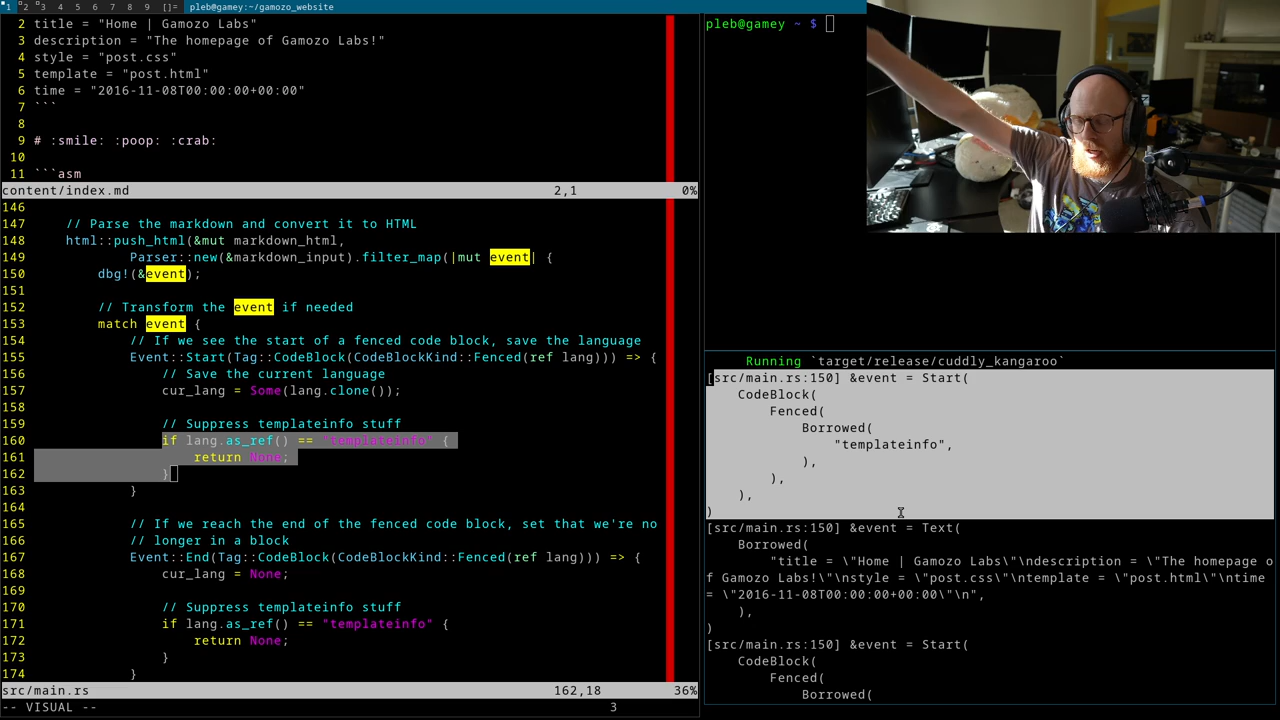 1 2 3 4 5 6 7 8 9 []= pleb@gamey:~/gamozo_website
2 title = "Home | Gamozo Labs"
3 description = "The homepage of Gamozo Labs!"
4 style = "post.css"
5 template = "post.html"
6 time = "2016-11-08T00:00:00+00:00"
7 ```
8
9 # :smile: :poop: :crab:
10
11 ```asm
content/index.md 2,1 0%
146
147 // Parse the markdown and convert it to HTML
148 html::push_html(&mut markdown_html,
149 Parser::new(&markdown_input).filter_map(|mut event| {
150 dbg!(&event);
151
152 // Transform the event if needed
153 match event {
154 // If we see the start of a fenced code block, save the language
155 Event::Start(Tag::CodeBlock(CodeBlockKind::Fenced(ref lang))) => {
156 // Save the current language
157 cur_lang = Some(lang.clone());
158
159 // Suppress templateinfo stuff
160 if lang.as_ref() == "templateinfo" {
161 return None;
162 }
163 }
164
165 // If we reach the end of the fenced code block, set that we're no
166 // longer in a block
167 Event::End(Tag::CodeBlock(CodeBlockKind::Fenced(ref lang))) => {
168 cur_lang = None;
169
170 // Suppress templateinfo stuff
171 if lang.as_ref() == "templateinfo" {
172 return None;
173 }
174 }
src/main.rs 162,18 36%
-- VISUAL -- 3
pleb@gamey ~ $
Running `target/release/cuddly_kangaroo`
[src/main.rs:150] &event = Start(
CodeBlock(
Fenced(
Borrowed(
"templateinfo",
),
),
),
)
[src/main.rs:150] &event = Text(
Borrowed(
"title = \"Home | Gamozo Labs\"\ndescription = \"The homepage o
f Gamozo Labs!\"\nstyle = \"post.css\"\ntemplate = \"post.html\"\ntime
= \"2016-11-08T00:00:00+00:00\"\n",
),
)
[src/main.rs:150] &event = Start(
CodeBlock(
Fenced(
Borrowed(